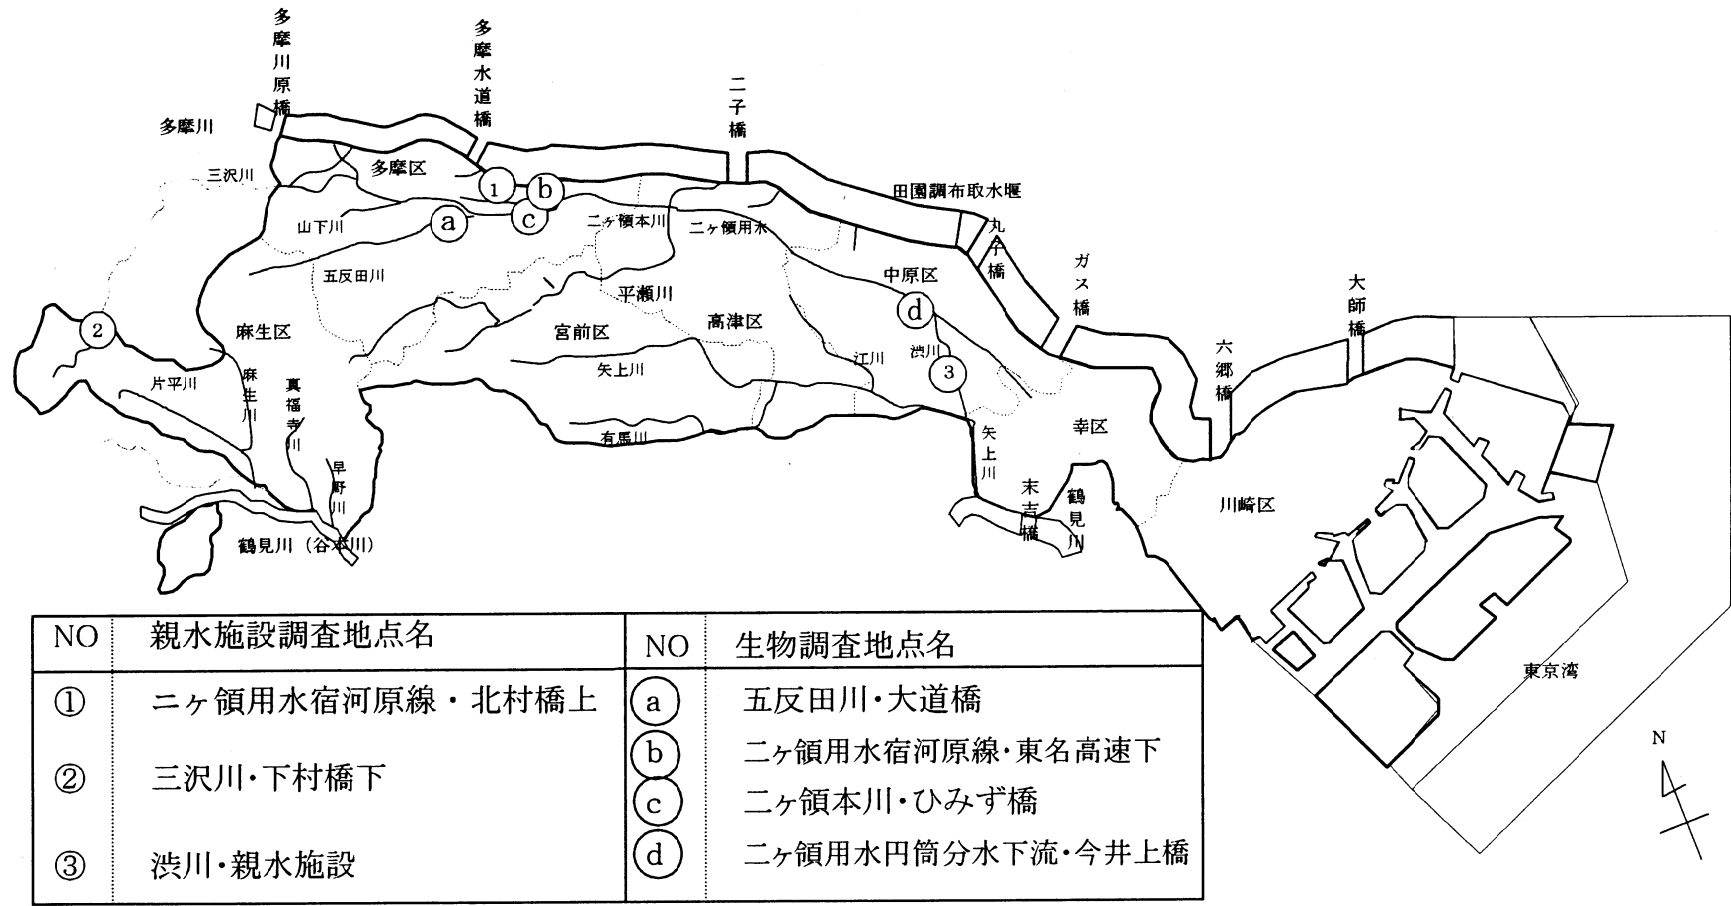 多摩川原橋
多摩水道橋
二子橋
多摩川
三沢川
多摩区
田園調布取水堰
丸子橋
山下川
二ヶ領本川
二ヶ領用水
ガス橋
五反田川
中原区
大師橋
平瀬川
麻生区
宮前区
高津区
江川
渋川
六郷橋
片平川
麻生川
真福寺川
矢上川
有馬川
早野川
矢上川
幸区
末吉橋
鶴見川
川崎区
鶴見川（谷本川）
東京湾
N
1
b
a
c
d
2
3
NO 親水施設調査地点名
① ニヶ領用水宿河原線・北村橋上
② 三沢川・下村橋下
③ 渋川・親水施設
NO 生物調査地点名
a 五反田川・大道橋
b 二ヶ領用水宿河原線・東名高速下
c 二ヶ領本川・ひみず橋
d 二ヶ領用水円筒分水下流・今井上橋